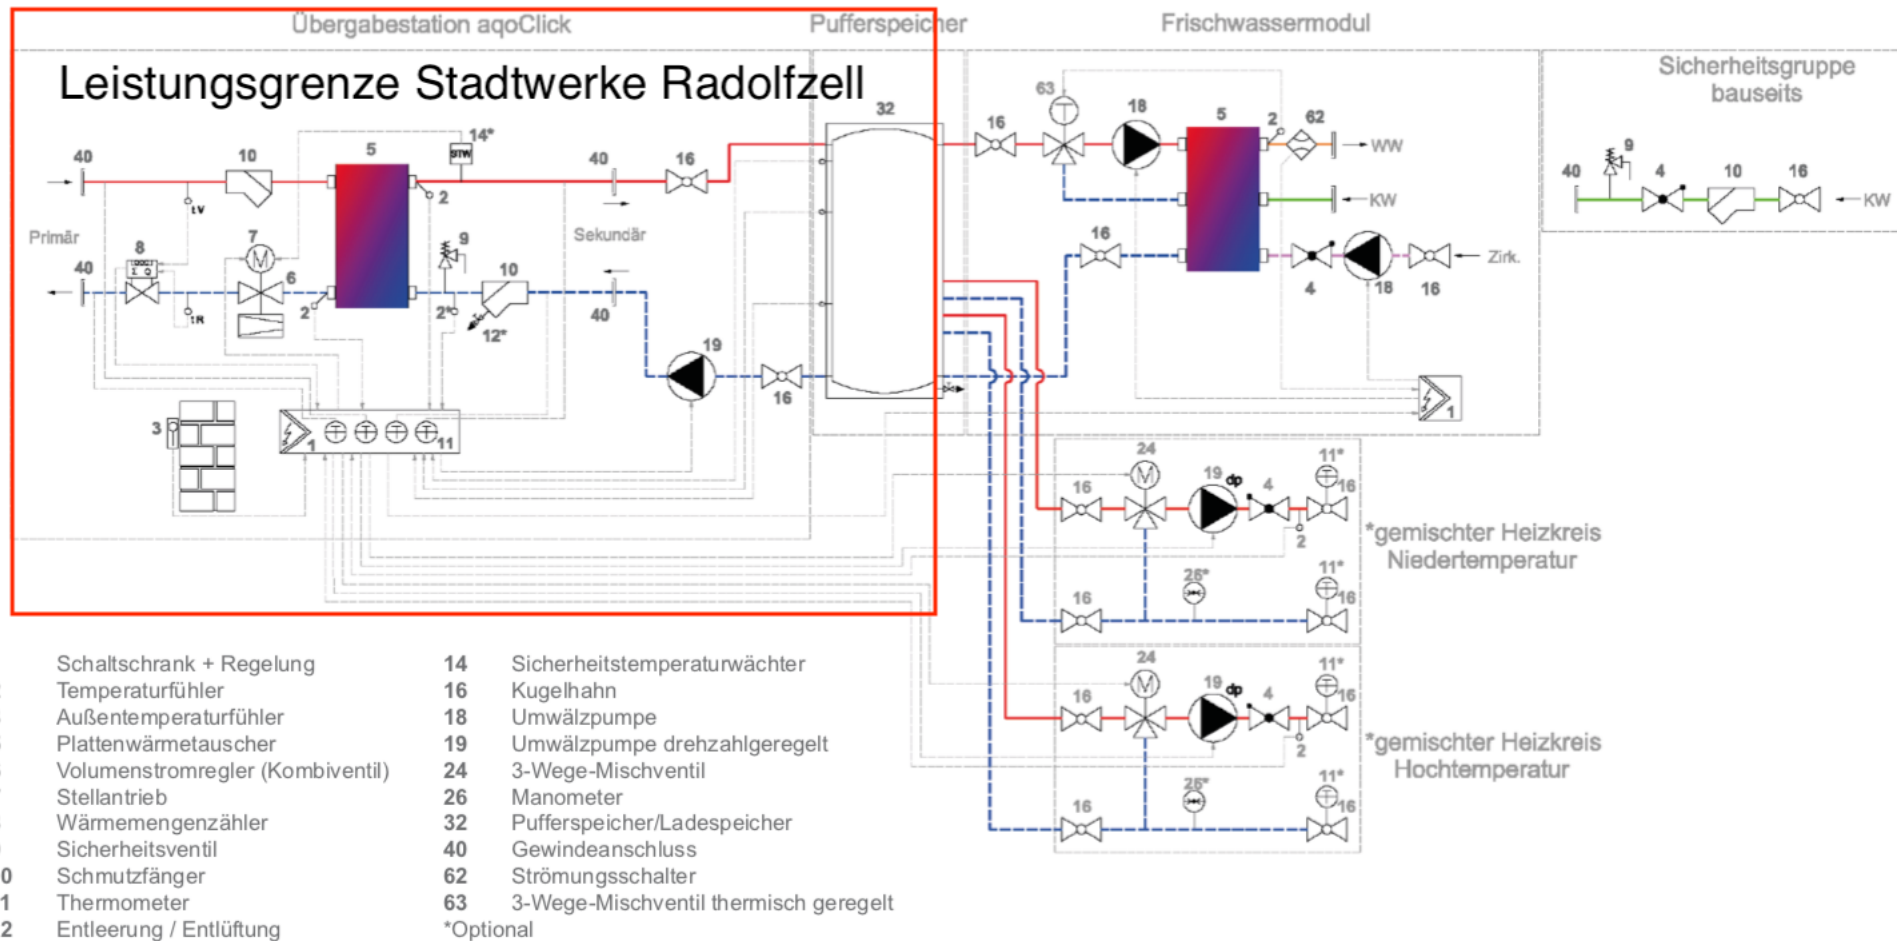 Übergabestation aqoClick
Pufferspeicher
Frischwassermodul
Leistungsgrenze Stadtwerke Radolfzell
Sicherheitsgruppe
bauseits
40
10
5
14*
STW
40
16
32
16
63
18
5
2
62
WW
40
9
4
10
16
KW
tV
2
KW
Primär
8
7
9
Sekundär
16
Zirk.
40
6
10
40
2
2*
12*
tR
4
18
16
19
16
3
1
11
1
24
16
19
dp
4
11*
16
2
*gemischter Heizkreis
Niedertemperatur
16
26*
11*
16
24
16
19
dp
4
11*
16
2
*gemischter Heizkreis
Hochtemperatur
16
26*
11*
16
Schaltschrank + Regelung
Temperaturfühler
Außentemperaturfühler
Plattenwärmetauscher
Volumenstromregler (Kombiventil)
Stellantrieb
Wärmemengenzähler
Sicherheitsventil
0 Schmutzfänger
1 Thermometer
2 Entleerung / Entlüftung
14 Sicherheitstemperaturwächter
16 Kugelhahn
18 Umwälzpumpe
19 Umwälzpumpe drehzahlgeregelt
24 3-Wege-Mischventil
26 Manometer
32 Pufferspeicher/Ladespeicher
40 Gewindeanschluss
62 Strömungsschalter
63 3-Wege-Mischventil thermisch geregelt
*Optional